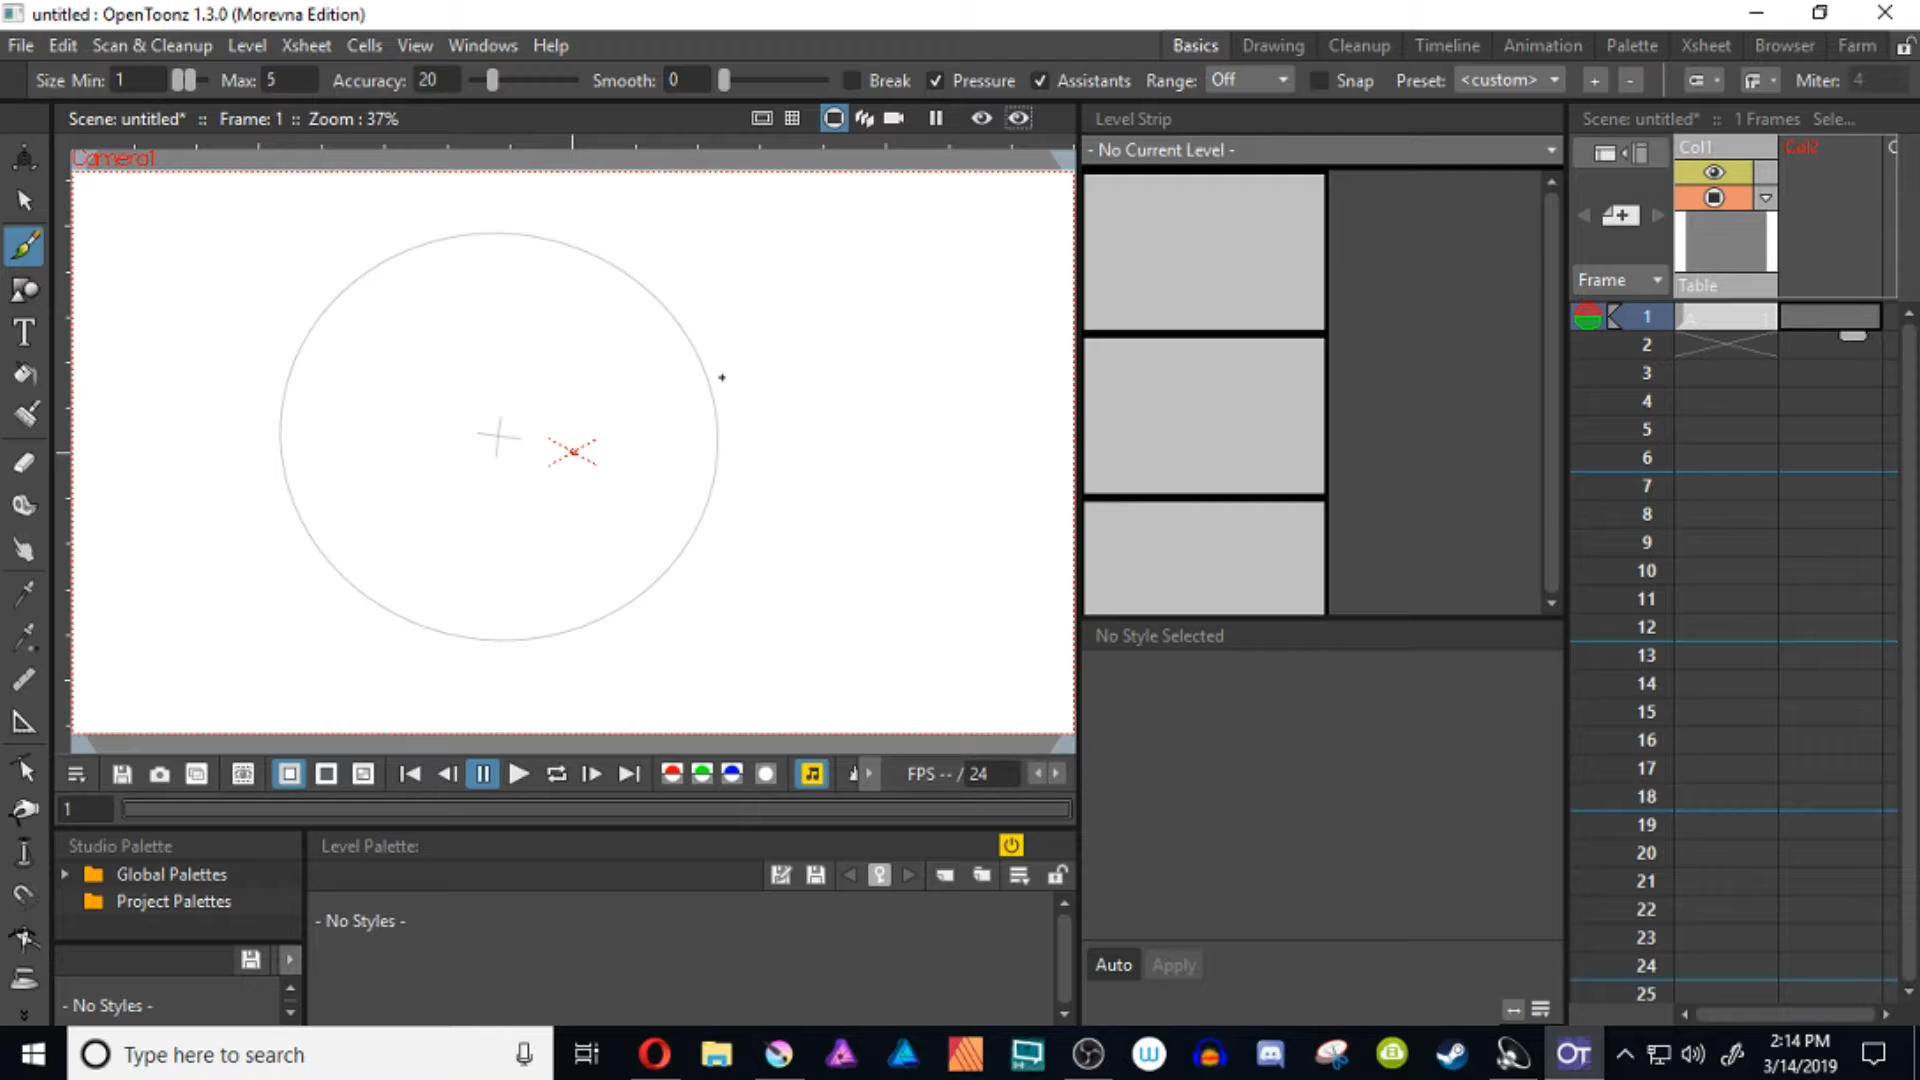 untitled : OpenToonz 1.3.0 (Morevna Edition)
File Edit Scan & Cleanup Level Xsheet Cells View Windows Help
Basics Drawing Cleanup Timeline Animation Palette Xsheet Browser Farm
Size Min: 1 Max: 5 Accuracy: 20 Smooth: 0 Break Pressure Assistants Range: Off Snap Preset: <custom> + - Miter: 4
Scene: untitled* :: Frame: 1 :: Zoom : 37%
Camera1
Level Strip
- No Current Level -
No Style Selected
Auto Apply
Scene: untitled* :: 1 Frames Sele...
Col1 Col2 C
Frame
Table
A 1
1
2
3
4
5
6
7
8
9
10
11
12
13
14
15
16
17
18
19
20
21
22
23
24
25
FPS -- / 24
1
Studio Palette
Global Palettes
Project Palettes
- No Styles -
Level Palette:
- No Styles -
Type here to search
OT
2:14 PM
3/14/2019